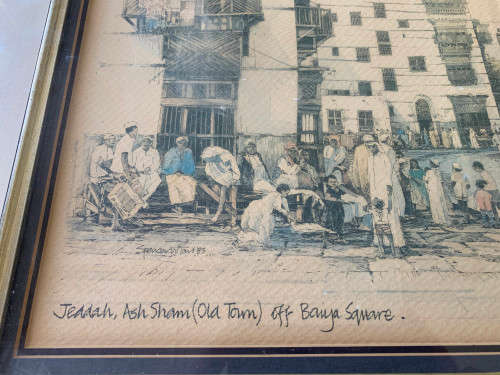 Jeddah, Ash Sham (Old Town) off Baiya Square.